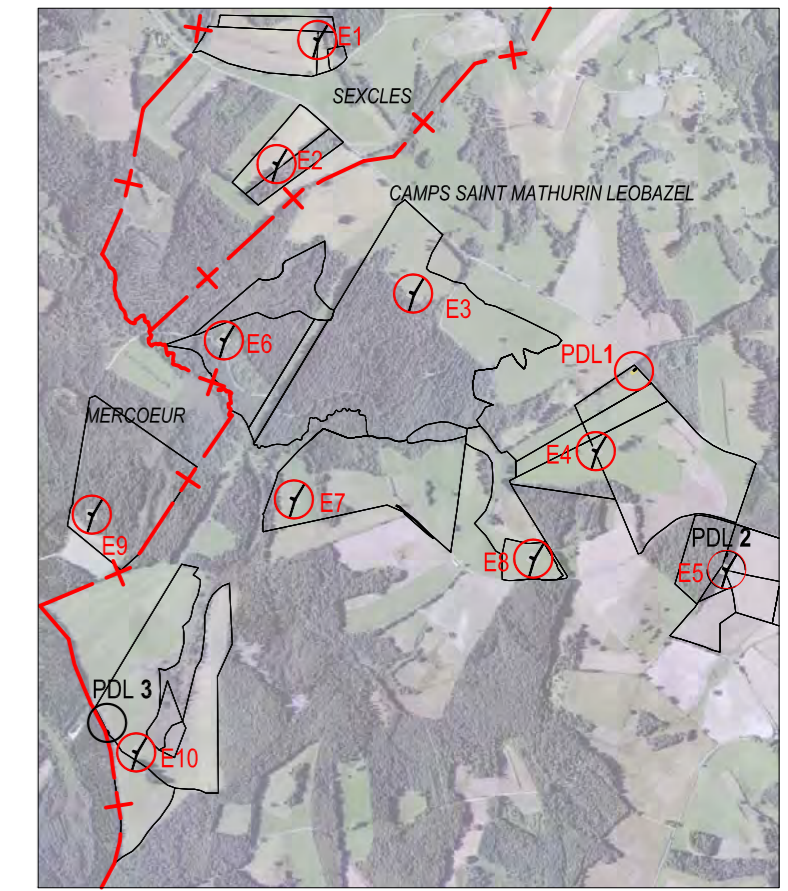 E1
SEXCLES
E2
CAMPS SAINT MATHURIN LEOBAZEL
E3
E6
PDL1
MERCOEUR
E4
E7
E9
PDL 2
E8
E5
PDL 3
E10